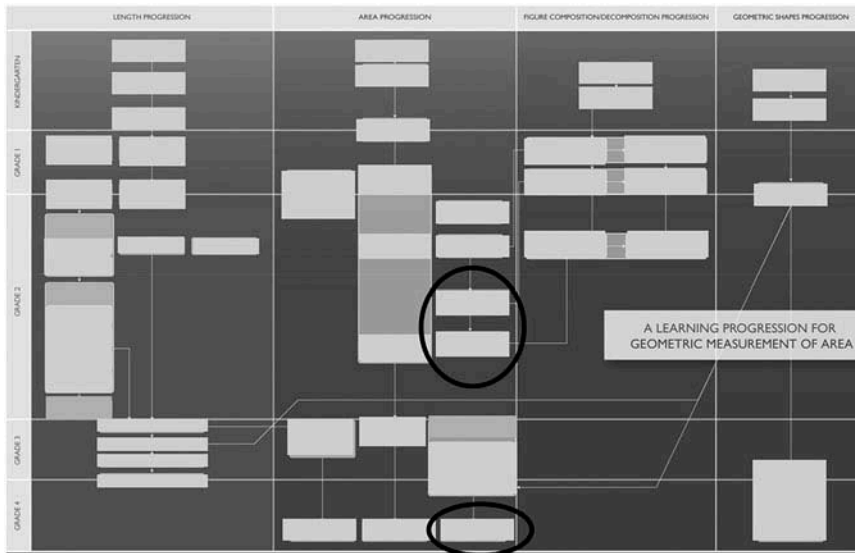 LENGTH PROGRESSION
AREA PROGRESSION
FIGURE COMPOSITION/DECOMPOSITION PROGRESSION
GEOMETRIC SHAPES PROGRESSION
KINDERGARTEN
GRADE 1
GRADE 2
GRADE 3
GRADE 4
A LEARNING PROGRESSION FOR
GEOMETRIC MEASUREMENT OF AREA